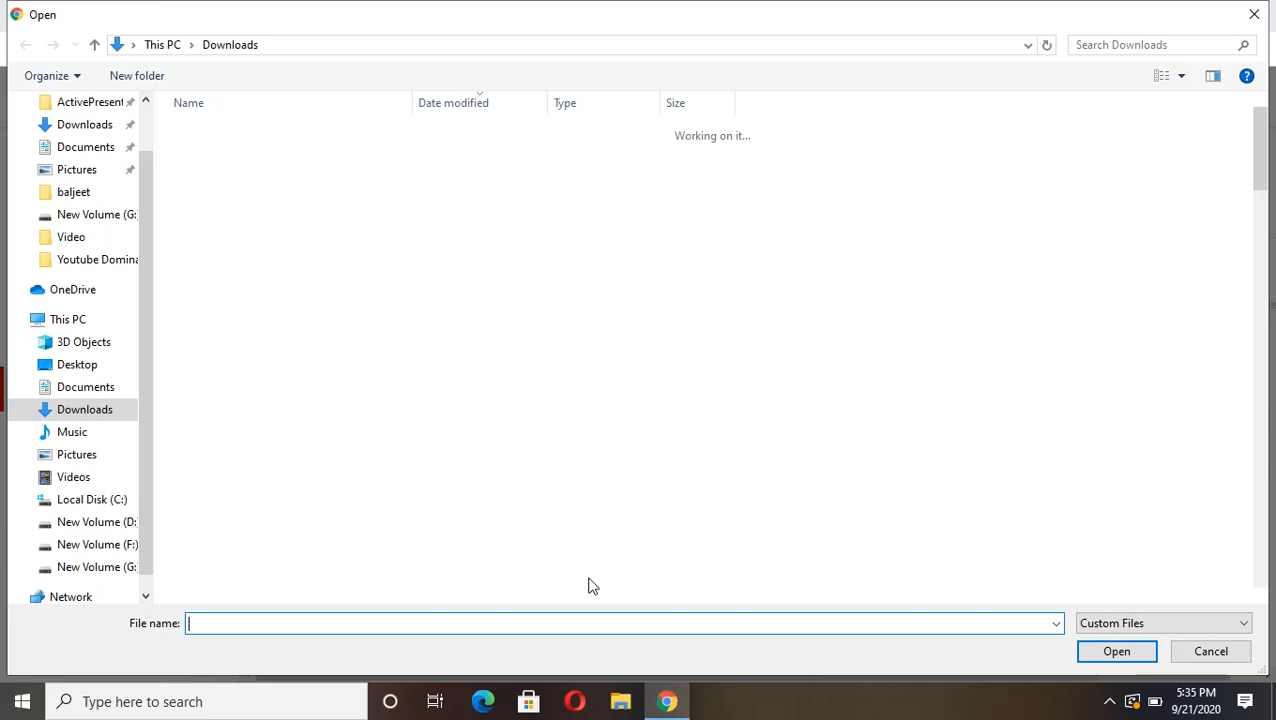 Open
This PC > Downloads
Search Downloads
Organize New folder
Name Date modified Type Size
Working on it...
ActivePresent
Downloads
Documents
Pictures
baljeet
New Volume (G:
Video
Youtube Domina
OneDrive
This PC
3D Objects
Desktop
Documents
Downloads
Music
Pictures
Videos
Local Disk (C:)
New Volume (D:
New Volume (F:)
New Volume (G:
Network
File name: Custom Files
Open Cancel
Type here to search
5:35 PM
9/21/2020